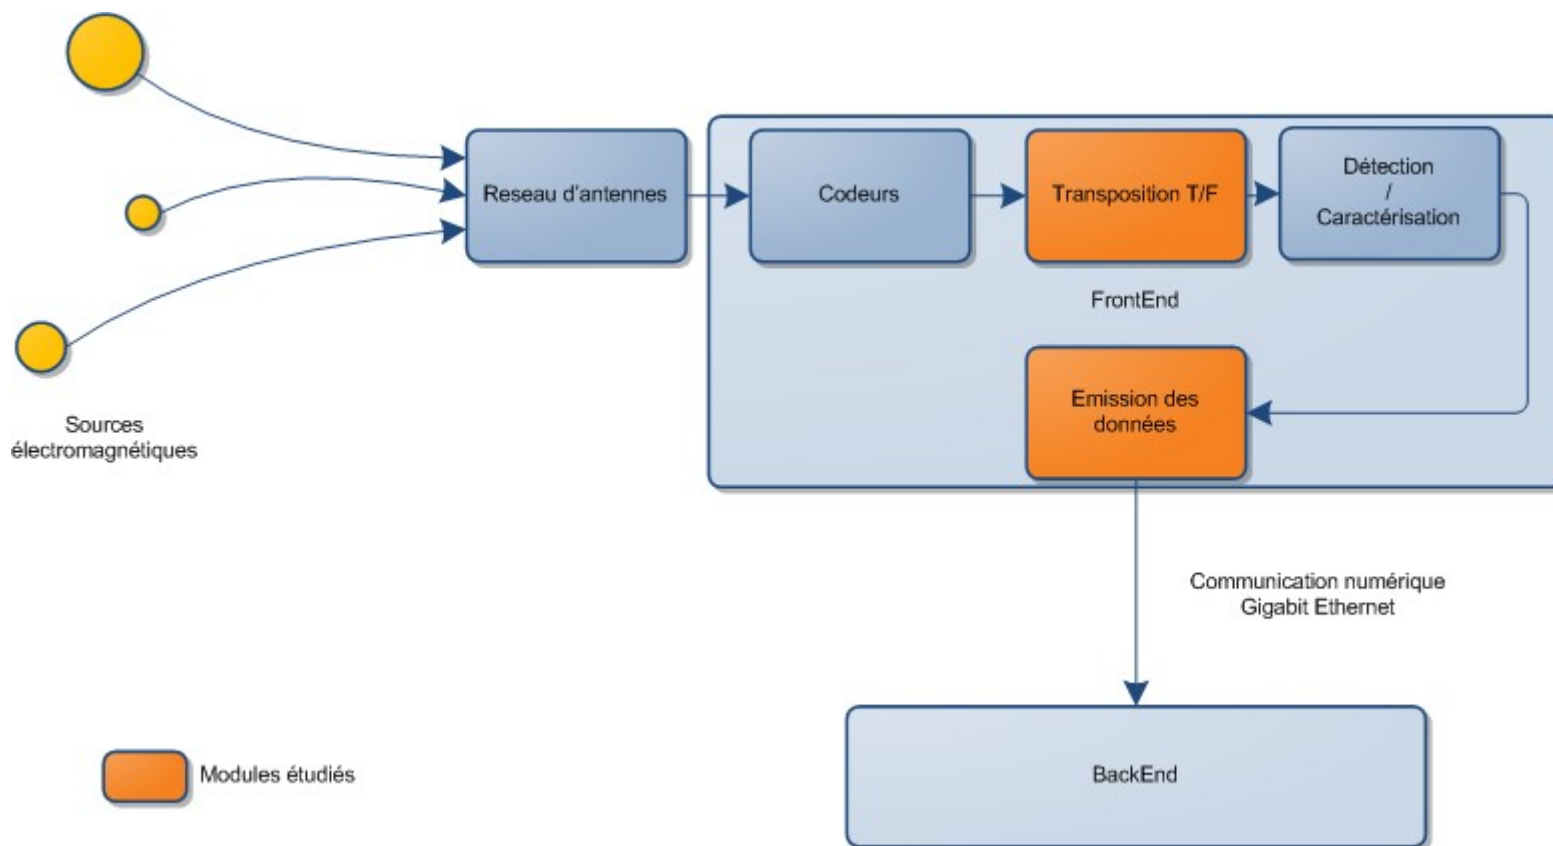 Reseau d'antennes
Codeurs
Transposition T/F
Détection
/
Caractérisation
FrontEnd
Emission des
données
Sources
électromagnétiques
Communication numérique
Gigabit Ethernet
Modules étudiés
BackEnd